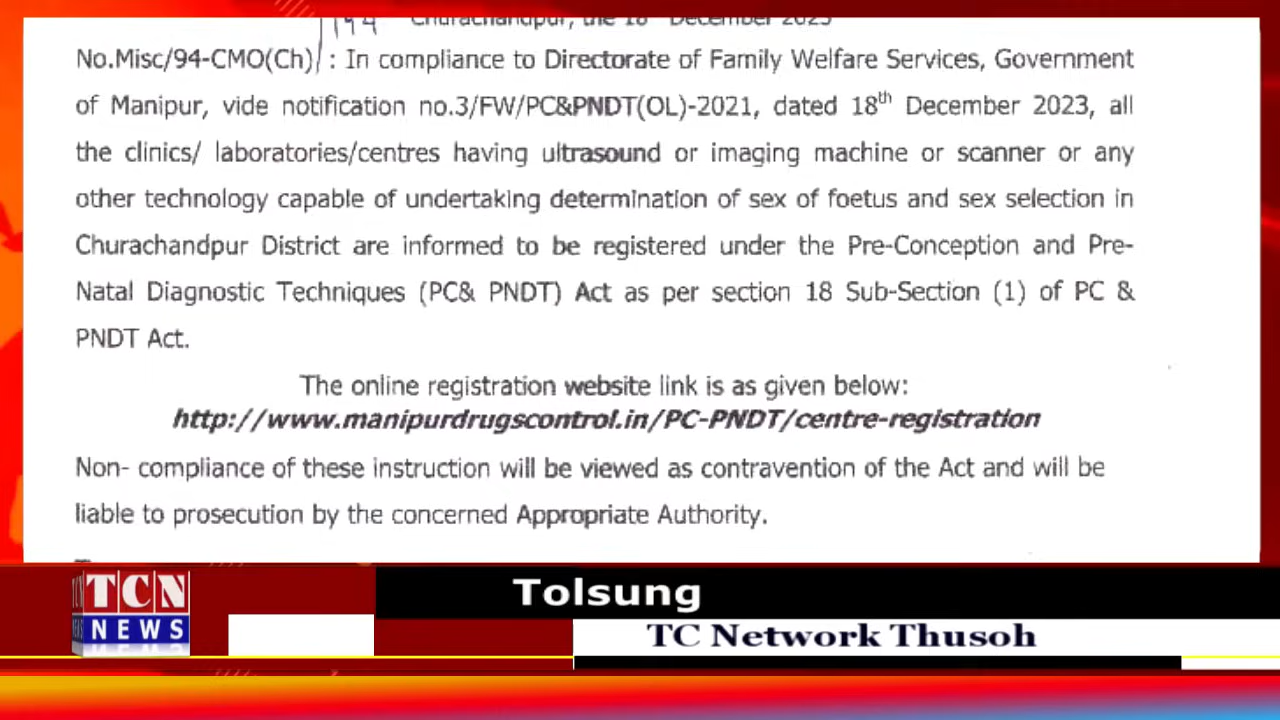 194 Churachandpur, the 18th December 2023
No.Misc/94-CMO(Ch)/ : In compliance to Directorate of Family Welfare Services, Government
of Manipur, vide notification no.3/FW/PC&PNDT(OL)-2021, dated 18th December 2023, all
the clinics/ laboratories/centres having ultrasound or imaging machine or scanner or any
other technology capable of undertaking determination of sex of foetus and sex selection in
Churachandpur District are informed to be registered under the Pre-Conception and Pre-
Natal Diagnostic Techniques (PC& PNDT) Act as per section 18 Sub-Section (1) of PC &
PNDT Act.
The online registration website link is as given below:
http://www.manipurdrugscontrol.in/PC-PNDT/centre-registration
Non- compliance of these instruction will be viewed as contravention of the Act and will be
liable to prosecution by the concerned Appropriate Authority.
TCN
NEWS
Tolsung
TC Network Thusoh